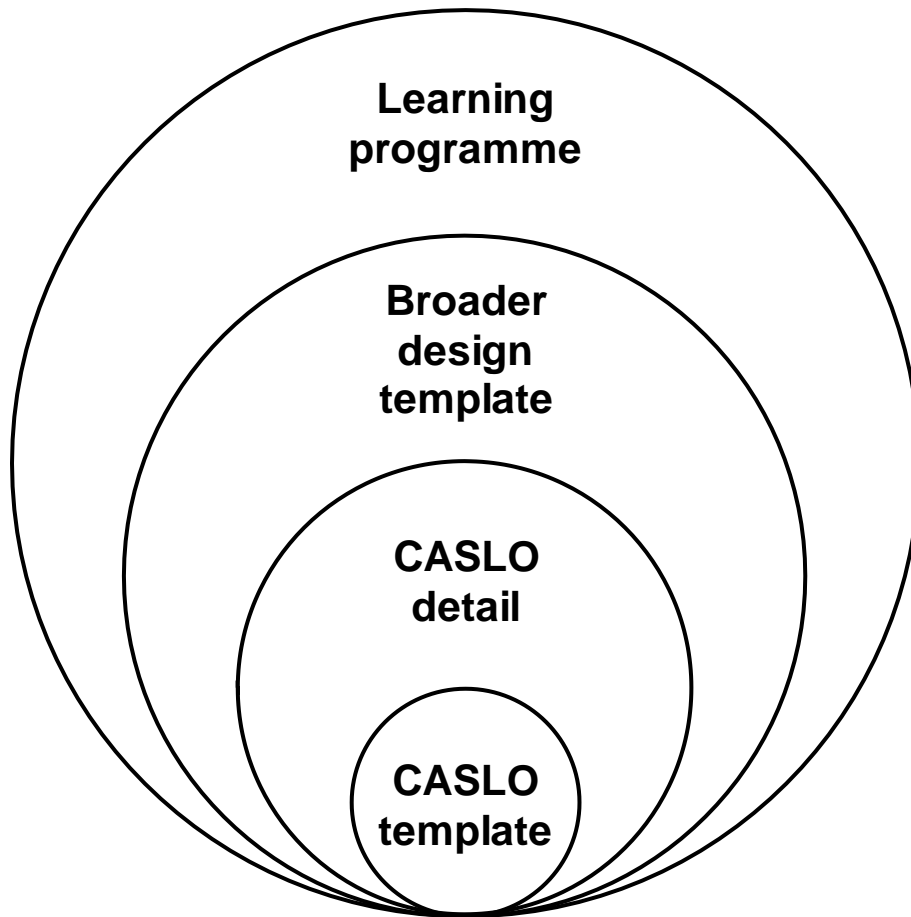 Learning
programme
Broader
design
template
CASLO
detail
CASLO
template